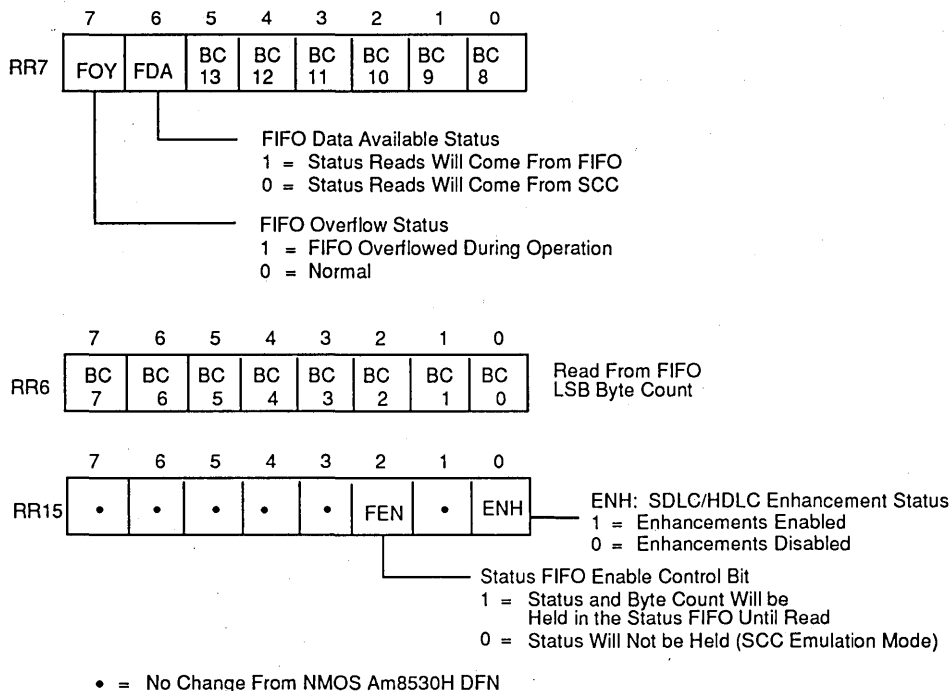 7 6 5 4 3 2 1 0
RR7 FOY FDA BC 13 BC 12 BC 11 BC 10 BC 9 BC 8
FIFO Data Available Status
1 = Status Reads Will Come From FIFO
0 = Status Reads Will Come From SCC
FIFO Overflow Status
1 = FIFO Overflowed During Operation
0 = Normal
7 6 5 4 3 2 1 0
RR6 BC 7 BC 6 BC 5 BC 4 BC 3 BC 2 BC 1 BC 0
Read From FIFO
LSB Byte Count
7 6 5 4 3 2 1 0
RR15 • • • • • FEN • ENH
ENH: SDLC/HDLC Enhancement Status
1 = Enhancements Enabled
0 = Enhancements Disabled
Status FIFO Enable Control Bit
1 = Status and Byte Count Will be
Held in the Status FIFO Until Read
0 = Status Will Not be Held (SCC Emulation Mode)
• = No Change From NMOS Am8530H DFN